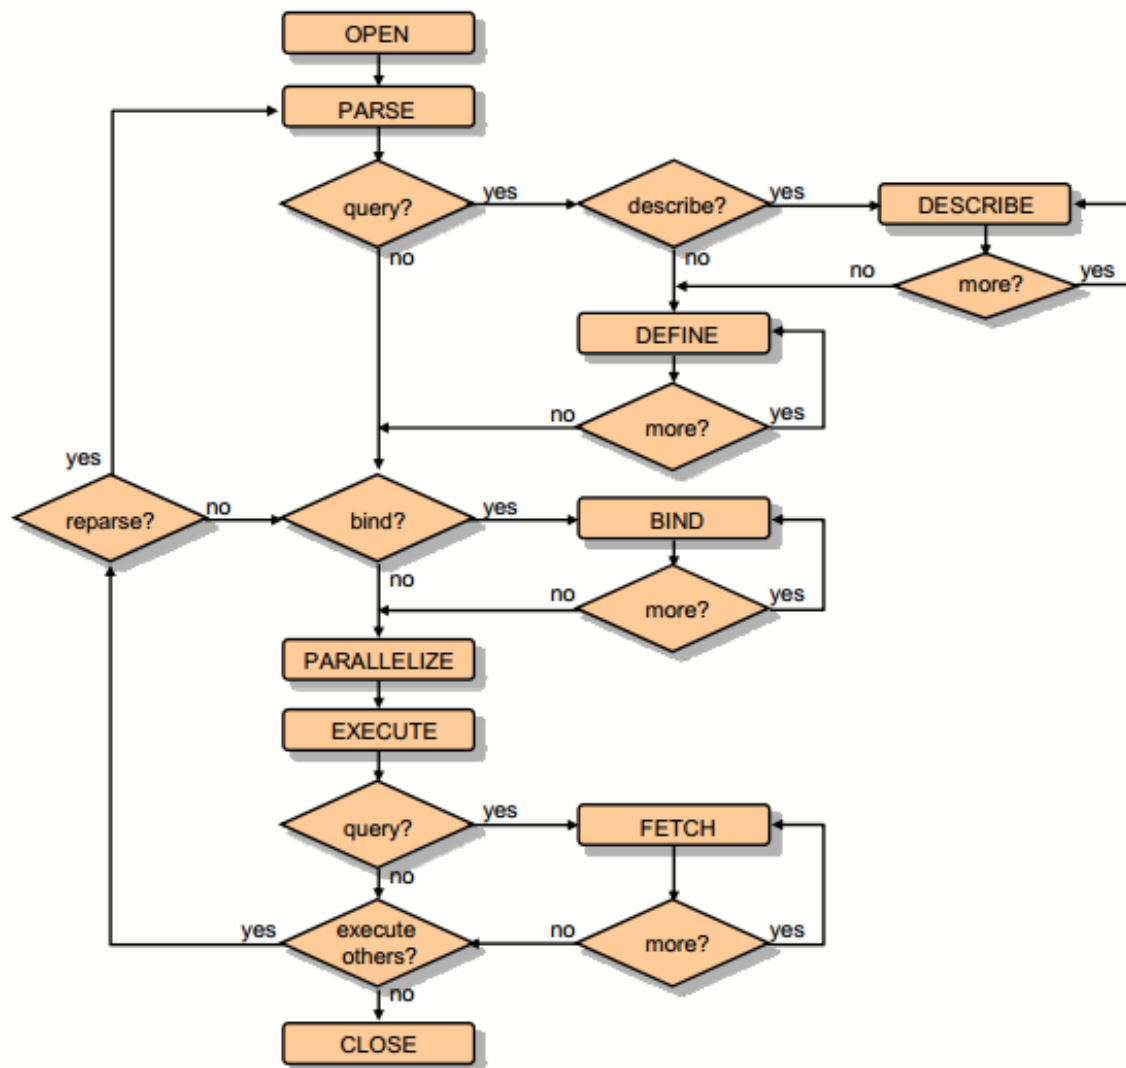 OPEN
PARSE
query?
yes
describe?
yes
DESCRIBE
no
no
no
more?
yes
DEFINE
no
more?
yes
yes
reparse?
no
bind?
yes
BIND
no
no
more?
yes
PARALLELIZE
EXECUTE
query?
yes
FETCH
no
yes
execute
others?
no
more?
yes
no
CLOSE